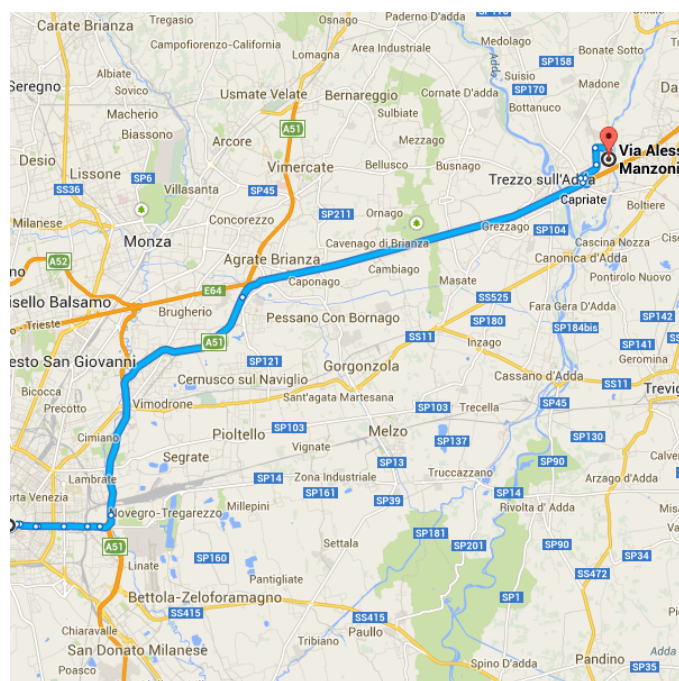 Carate Brianza
Tregasio
Osnago
Paderno D'Adda
Medolago
Campofiorenzo-California
Area Industriale
Lomagna
Adda
Suisio
SP158
Bonate Sotto
Albiate
Seregno
Sovico
Usmate Velate
Bernareggio
Cornate D'adda
SP170
Madone
Macherio
Bottanuco
Biassono
Arcore
A51
Sulbiate
Mezzago
Desio
Lissone
SP6
Vimercate
Bellusco
Busnago
Via Aless
Manzoni
SS36
Villasanta
SP45
Trezzo sull'Adda
Capriate
Concorezzo
SP211
Ornago
Boltiere
Monza
Grezzago
SP104
A52
Agrate Brianza
Cavenago di Brianza
Cascina Nozza
Canonica d'Adda
Cambiago
Masate
Pontirolo Nuovo
E64
Caponago
SS525
isello Balsamo
Brugherio
Pessano Con Bornago
Fara Gera D'Adda
SP142
SP180
SP184bis
A51
SS11
Inzago
SP141
esto San Giovanni
SP121
Gorgonzola
Geromina
Bicocca
Cernusco sul Naviglio
Cassano d'Adda
SS11
Precotto
Vimodrone
Sant'agata Martesana
SP45
Trevig
SP103
Trecella
Cimiano
Pioltello
SP103
Melzo
SP137
SP130
Segrate
Vignate
SP13
SP90
Lambrate
SP14
Zona Industriale
Truccazzano
Arzago d'Adda
orta Venezia
SP161
SP14
Novegro-Tregarezzo
Millepini
SP39
Rivolta d' Adda
A51
Settala
SP181
SP160
SP201
SP90
SP34
Linate
Pantigliate
SS472
Bettola-Zeloforamagno
SS415
SS415
SP1
Chiaravalle
Paullo
Tribiano
San Donato Milanese
Adda
Poasco
Spino D'Adda
Pandino
SP35